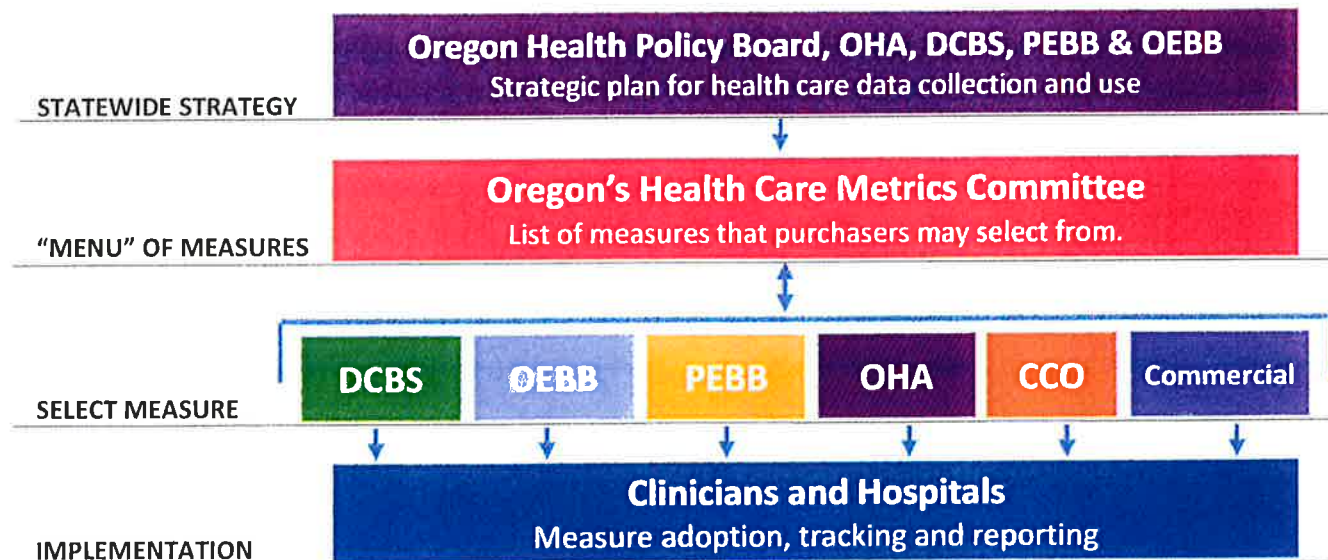 Oregon Health Policy Board, OHA, DCBS, PEBB & OEBB
Strategic plan for health care data collection and use
STATEWIDE STRATEGY
Oregon's Health Care Metrics Committee
List of measures that purchasers may select from.
"MENU" OF MEASURES
DCBS
OEBB
PEBB
OHA
CCO
Commercial
SELECT MEASURE
Clinicians and Hospitals
Measure adoption, tracking and reporting
IMPLEMENTATION